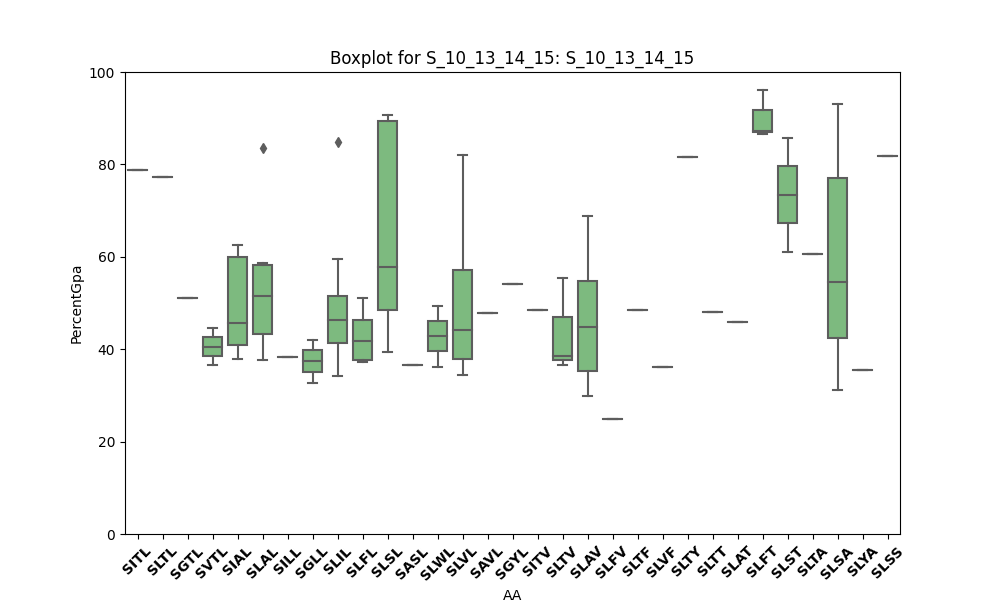 Boxplot for S_10_13_14_15: S_10_13_14_15
PercentGpa
100
80
60
40
20
0
SITL SLTL SGTL SVTL SIAL SLAL SILL SGLL SLIL SLFL SLSL SASL SLWL SLVL SAVL SGYL SITV SLTV SLAV SLFV SLTF SLVF SLTY SLTT SLAT SLFT SLST SLTA SLSA SLYA SLSS
AA